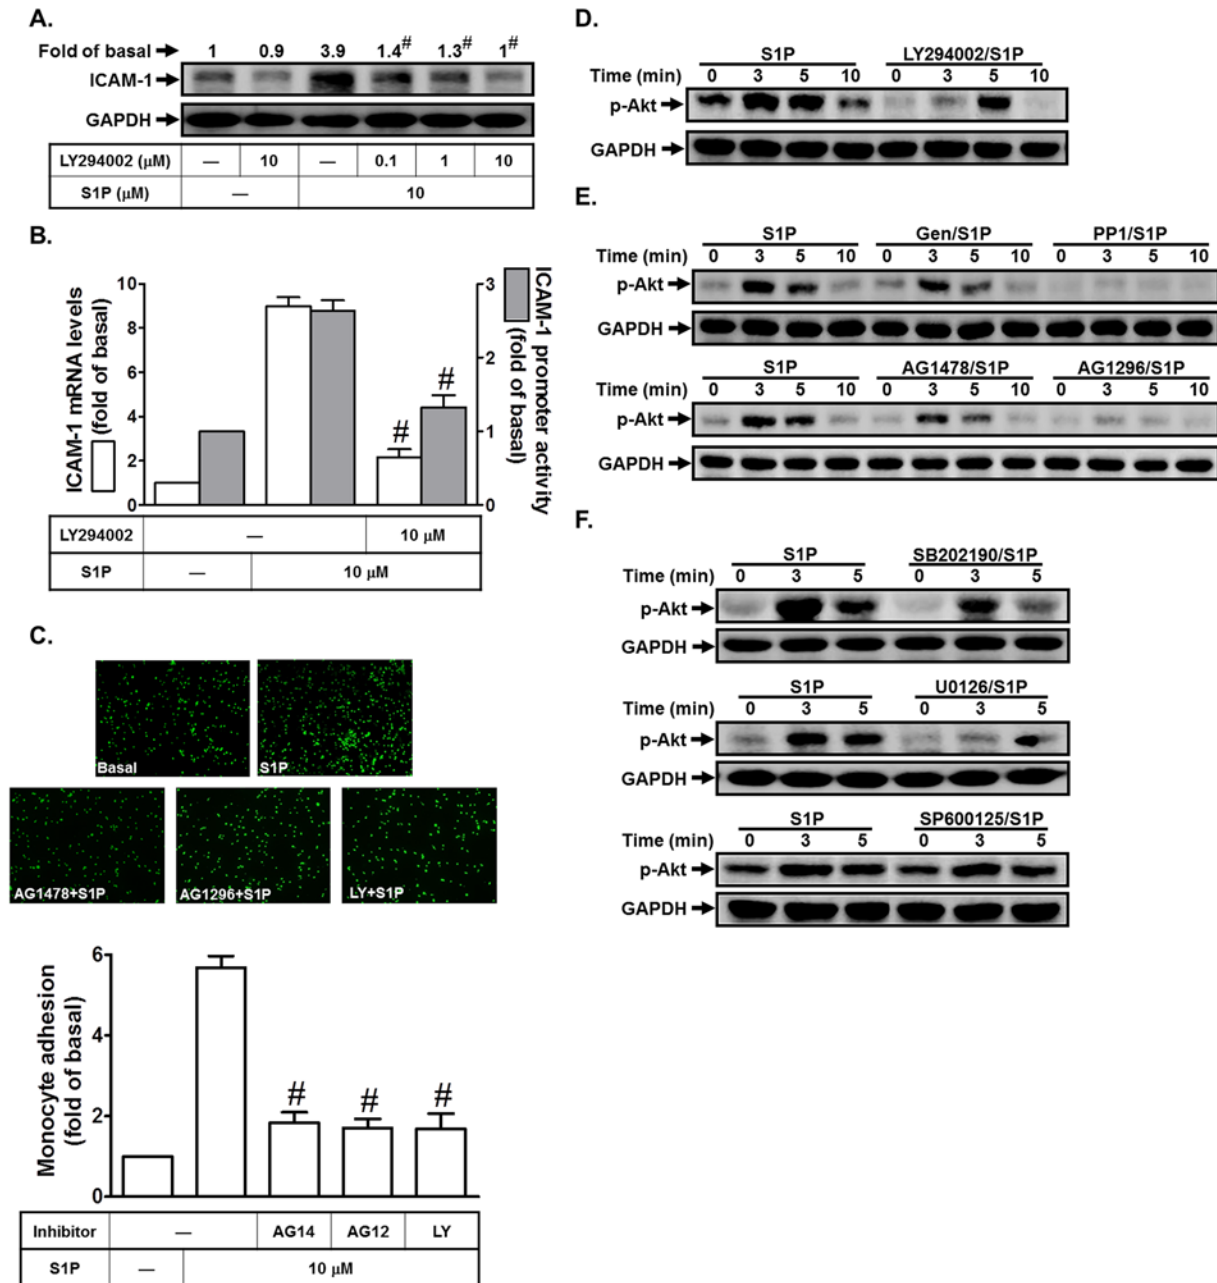 A.
Fold of basal 1 0.9 3.9 1.4# 1.3# 1#
ICAM-1
GAPDH
LY294002 (μM) — 10 — 0.1 1 10
S1P (μM) — 10
B.
ICAM-1 mRNA levels
(fold of basal)
10
8
6
4
2
0
# #
3
2
1
0
ICAM-1 promoter activity
(fold of basal)
LY294002 — 10 μM
S1P — 10 μM
C.
Basal
S1P
AG1478+S1P
AG1296+S1P
LY+S1P
Monocyte adhesion
(fold of basal)
6
4
2
0
# # #
Inhibitor — AG14 AG12 LY
S1P — 10 μM
D.
S1P LY294002/S1P
Time (min) 0 3 5 10 0 3 5 10
p-Akt
GAPDH
E.
S1P Gen/S1P PP1/S1P
Time (min) 0 3 5 10 0 3 5 10 0 3 5 10
p-Akt
GAPDH
S1P AG1478/S1P AG1296/S1P
Time (min) 0 3 5 10 0 3 5 10 0 3 5 10
p-Akt
GAPDH
F.
S1P SB202190/S1P
Time (min) 0 3 5 0 3 5
p-Akt
GAPDH
S1P U0126/S1P
Time (min) 0 3 5 0 3 5
p-Akt
GAPDH
S1P SP600125/S1P
Time (min) 0 3 5 0 3 5
p-Akt
GAPDH